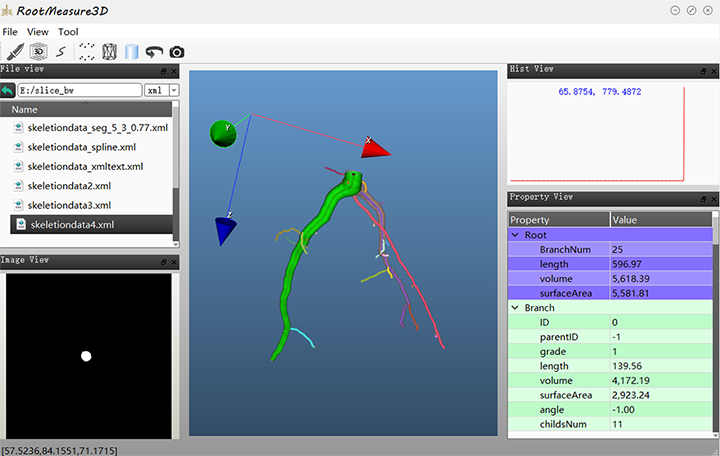 RootMeasure3D
File View Tool
3D
File View
E:/slice_bw xml
Name
skeletiondata_seg_5_3_0.77.xml
skeletiondata_spline.xml
skeletiondata_xmltext.xml
skeletiondata2.xml
skeletiondata3.xml
skeletiondata4.xml
Image View
Y
X
Z
Hist View
65.8754, 779.4872
Property View
Property Value
Root
BranchNum 25
length 596.97
volume 5,618.39
surfaceArea 5,581.81
Branch
ID 0
parentID -1
grade 1
length 139.56
volume 4,172.19
surfaceArea 2,923.24
angle -1.00
childsNum 11
[57.5236,84.1551,71.1715]